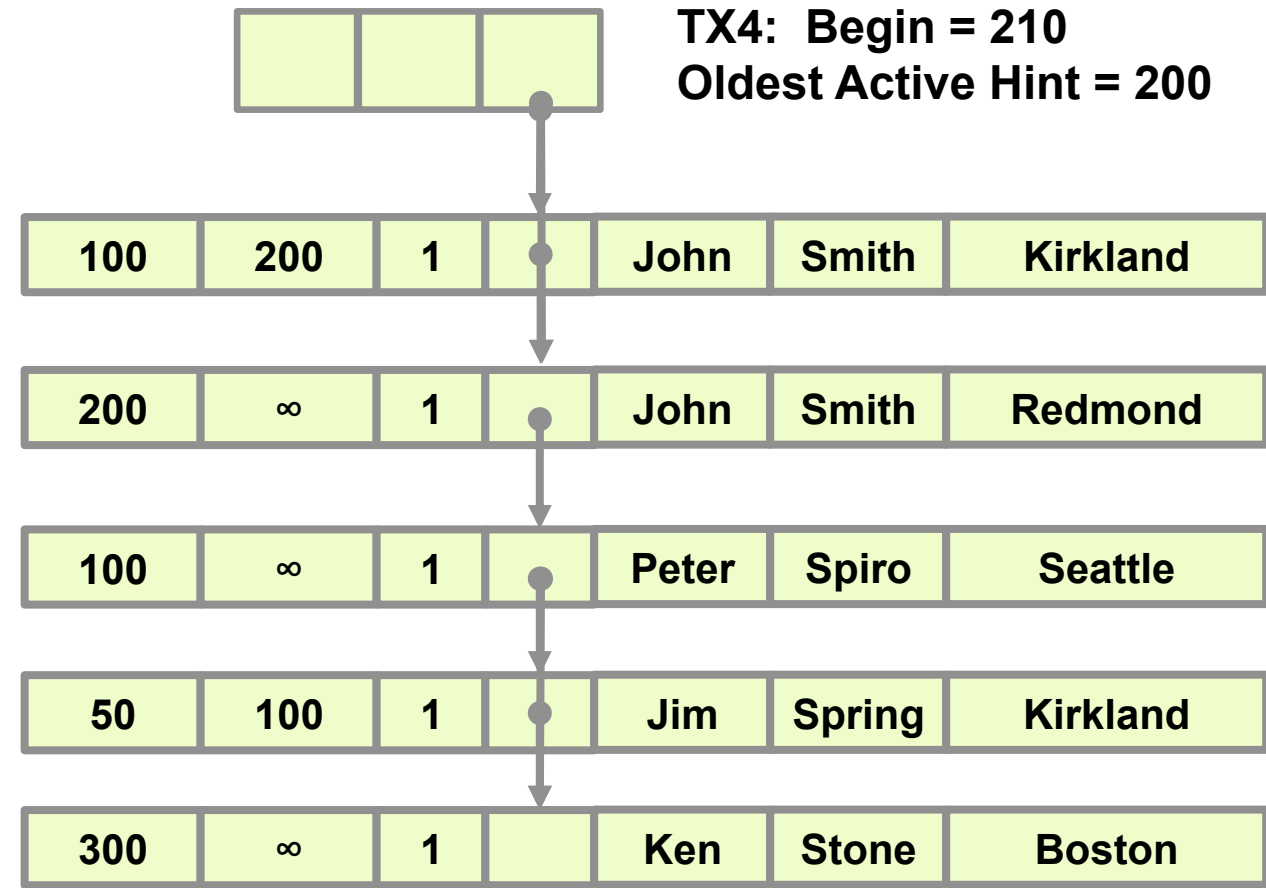 TX4: Begin = 210
Oldest Active Hint = 200
100 200 1 John Smith Kirkland
200 ∞ 1 John Smith Redmond
100 ∞ 1 Peter Spiro Seattle
50 100 1 Jim Spring Kirkland
300 ∞ 1 Ken Stone Boston